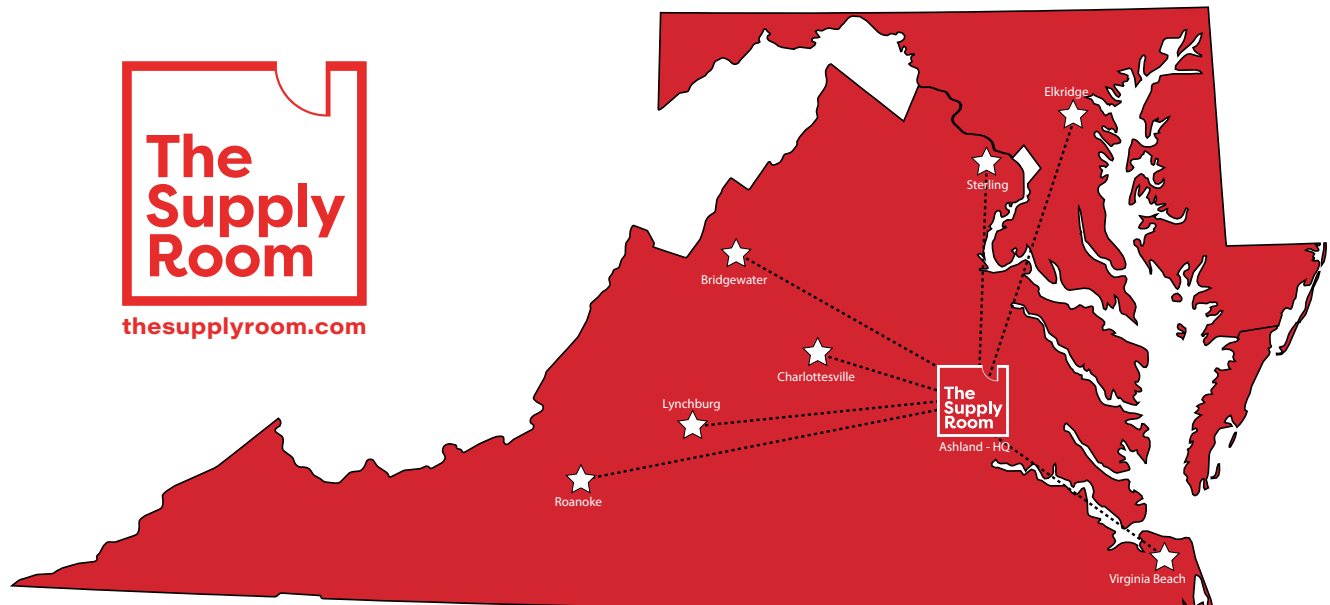 The
Supply
Room
thesupplyroom.com
Elkridge
Sterling
Bridgewater
Charlottesville
Lynchburg
The
Supply
Room
Ashland - HQ
Roanoke
Virginia Beach